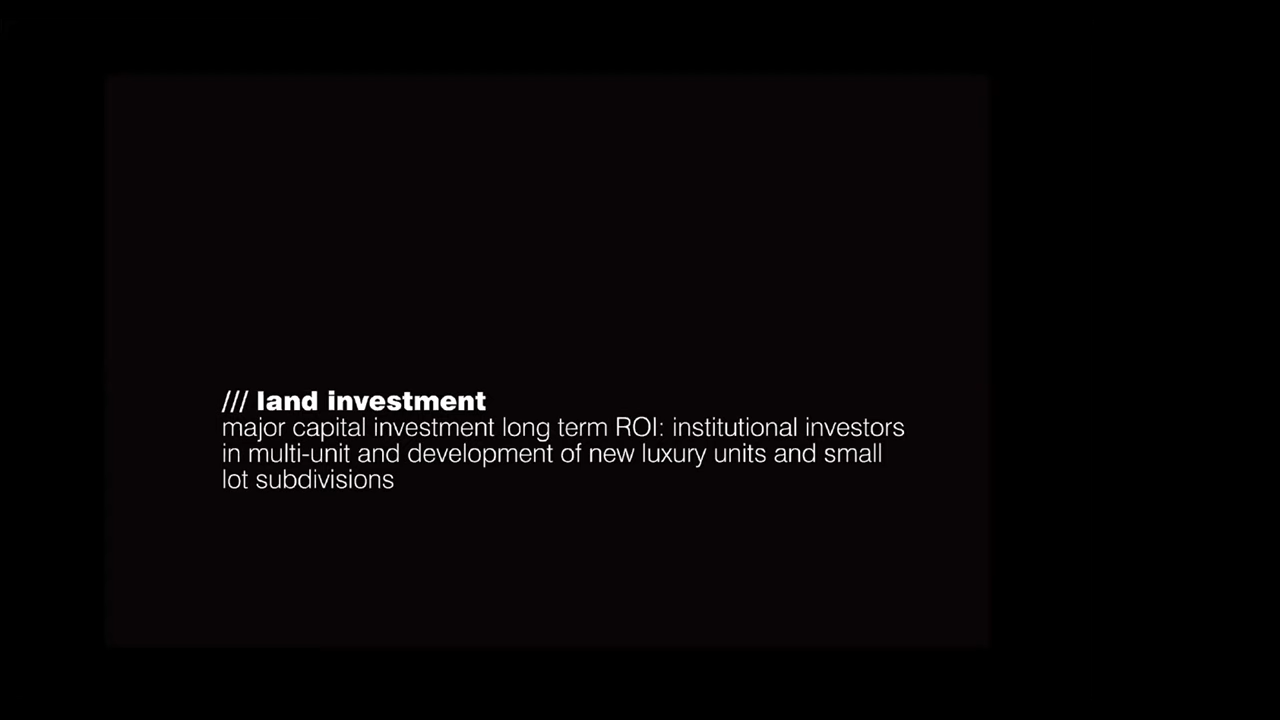 /// land investment
major capital investment long term ROI: institutional investors
in multi-unit and development of new luxury units and small
lot subdivisions